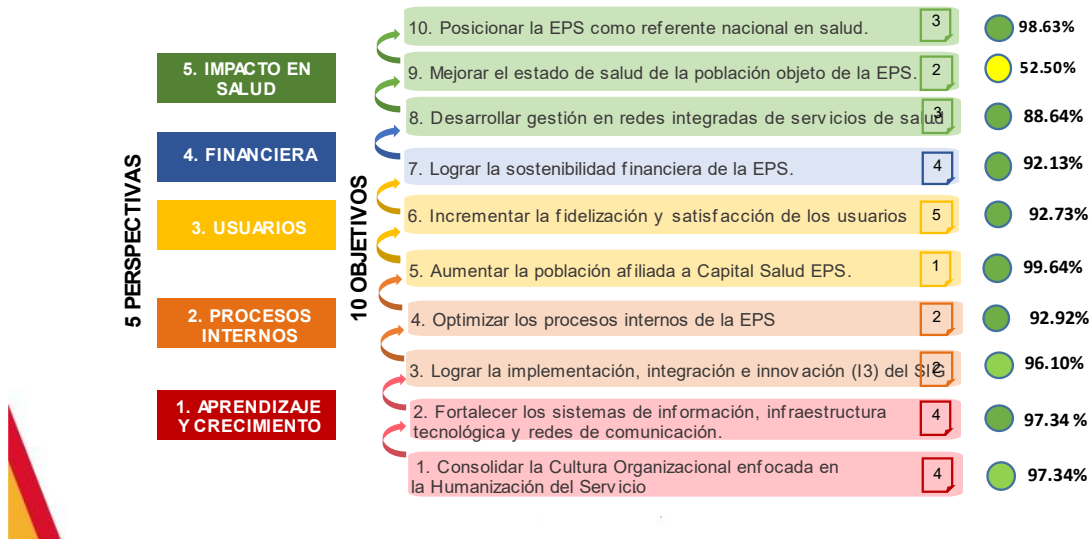 5 PERSPECTIVAS
5. IMPACTO EN
SALUD
4. FINANCIERA
3. USUARIOS
2. PROCESOS
INTERNOS
1. APRENDIZAJE
Y CRECIMIENTO
10 OBJETIVOS
10. Posicionar la EPS como referente nacional en salud. 3 98.63%
9. Mejorar el estado de salud de la población objeto de la EPS. 2 52.50%
8. Desarrollar gestión en redes integradas de servicios de salud 3 88.64%
7. Lograr la sostenibilidad financiera de la EPS. 4 92.13%
6. Incrementar la fidelización y satisfacción de los usuarios 5 92.73%
5. Aumentar la población afiliada a Capital Salud EPS. 1 99.64%
4. Optimizar los procesos internos de la EPS 2 92.92%
3. Lograr la implementación, integración e innovación (I3) del SIG 2 96.10%
2. Fortalecer los sistemas de información, infraestructura
tecnológica y redes de comunicación. 4 97.34 %
1. Consolidar la Cultura Organizacional enfocada en
la Humanización del Servicio 4 97.34%